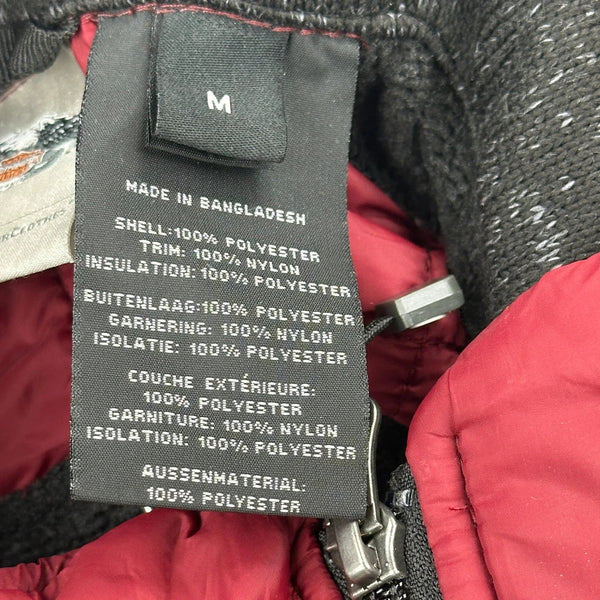 M
MADE IN BANGLADESH
SHELL:100% POLYESTER
TRIM: 100% NYLON
INSULATION: 100% POLYESTER
BUITENLAAG:100% POLYESTER
GARNERING: 100% NYLON
ISOLATIE: 100% POLYESTER
COUCHE EXTÉRIEURE:
100% POLYESTER
GARNITURE: 100% NYLON
ISOLATION: 100% POLYESTER
AUSSENMATERIAL:
100% POLYESTER